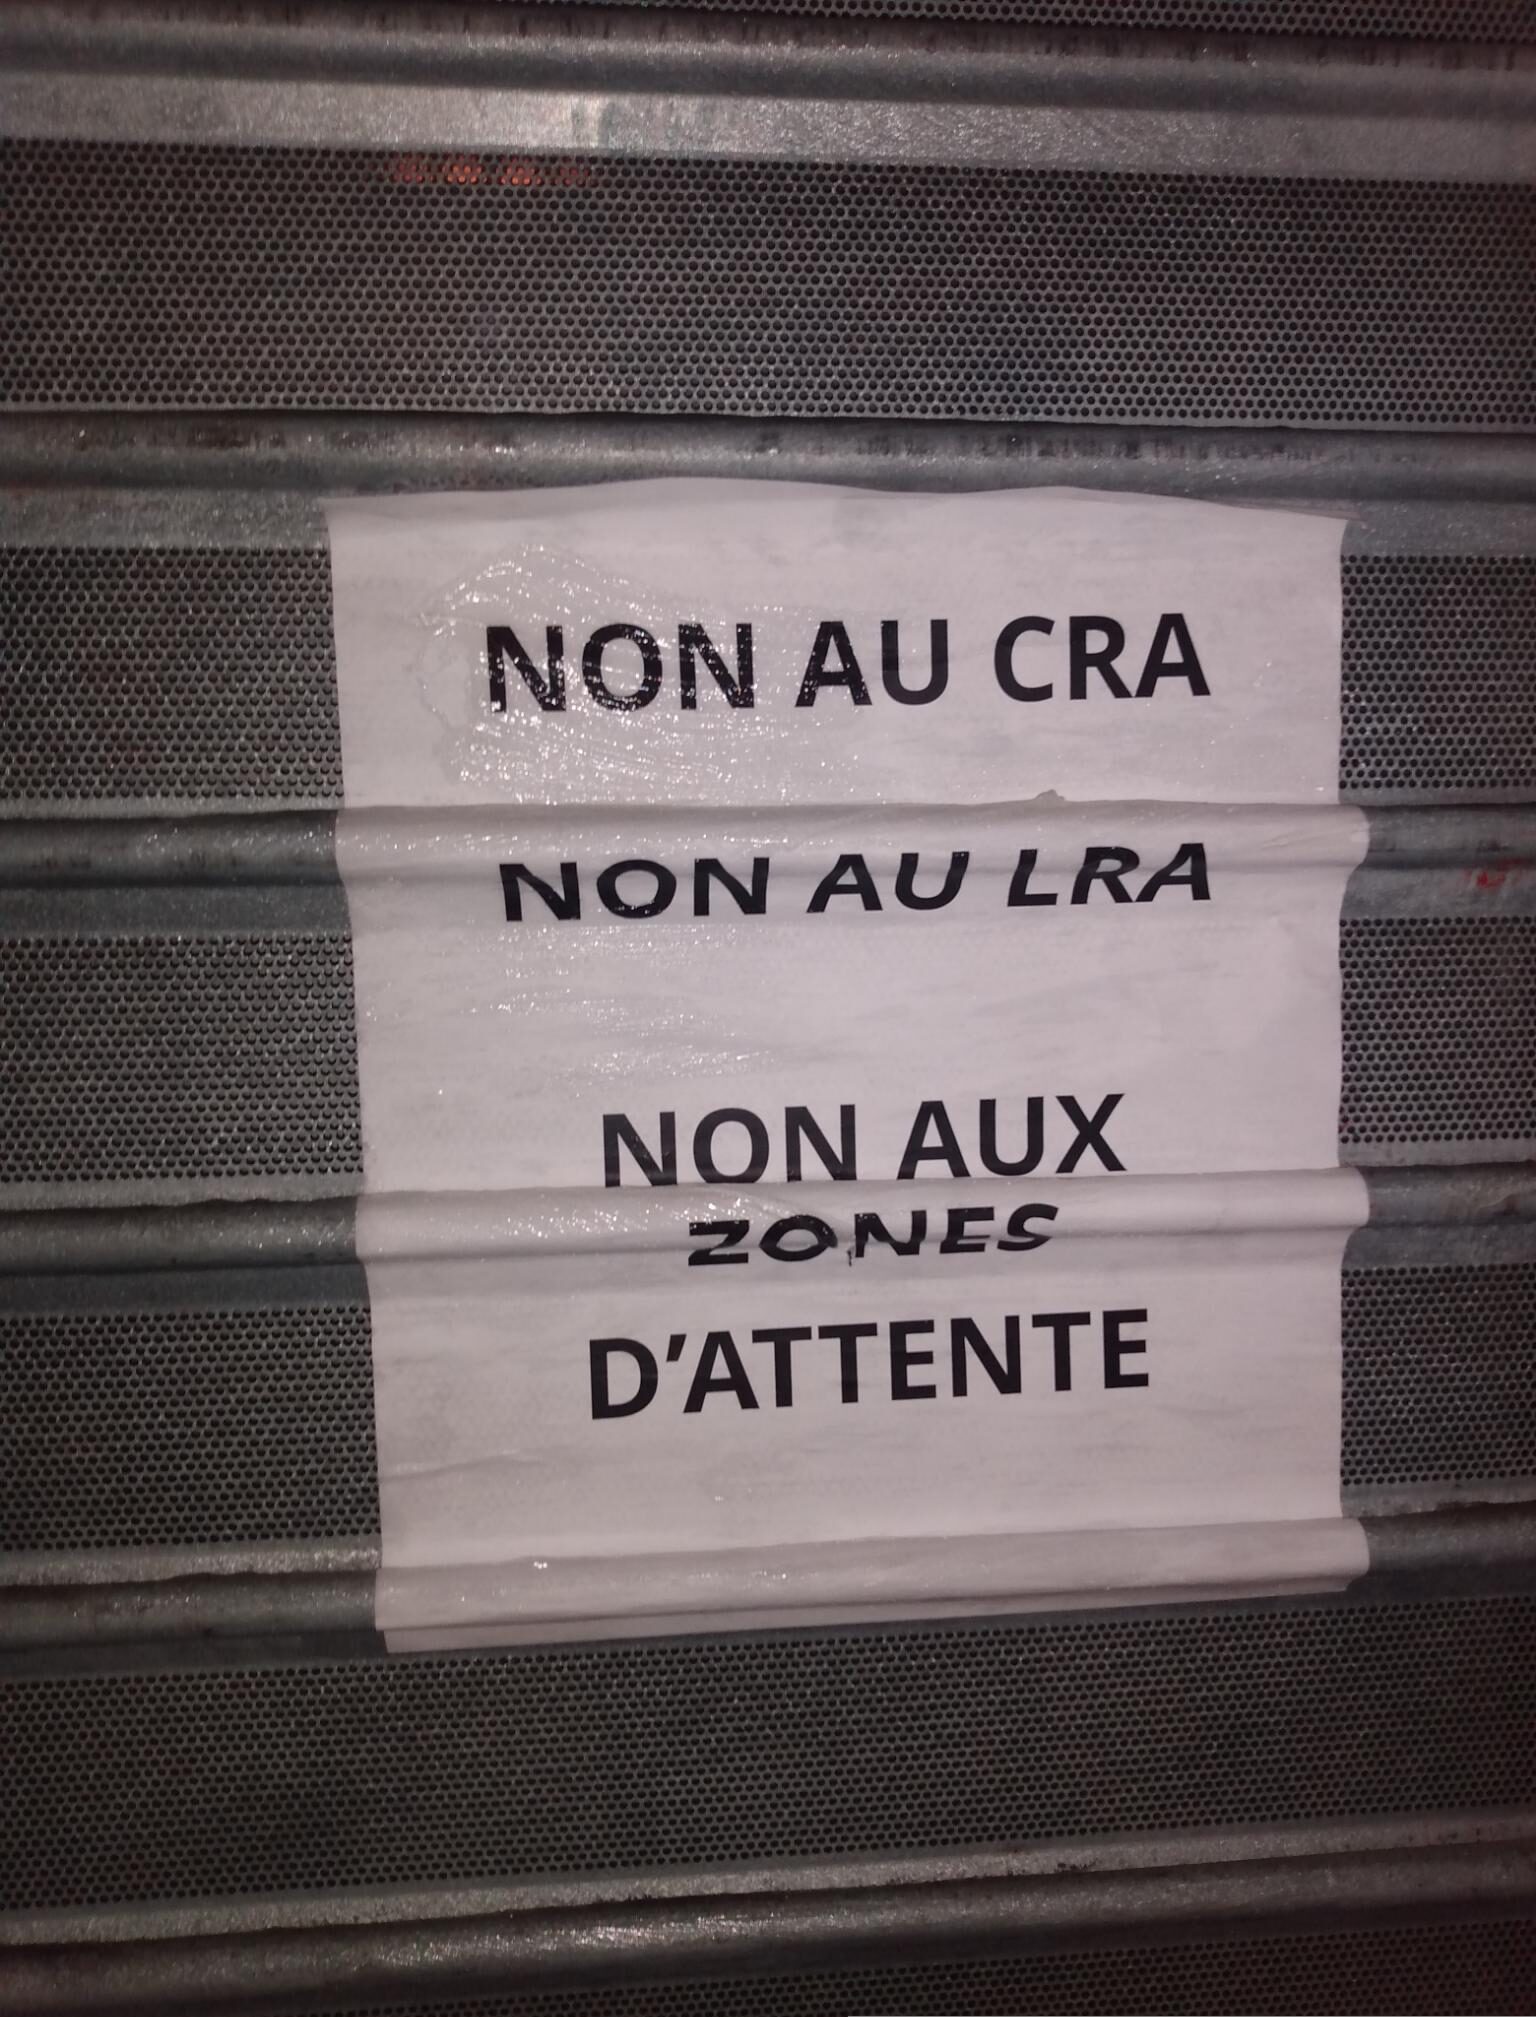 NON AU CRA
NON AU LRA
NON AUX
ZONES
D'ATTENTE